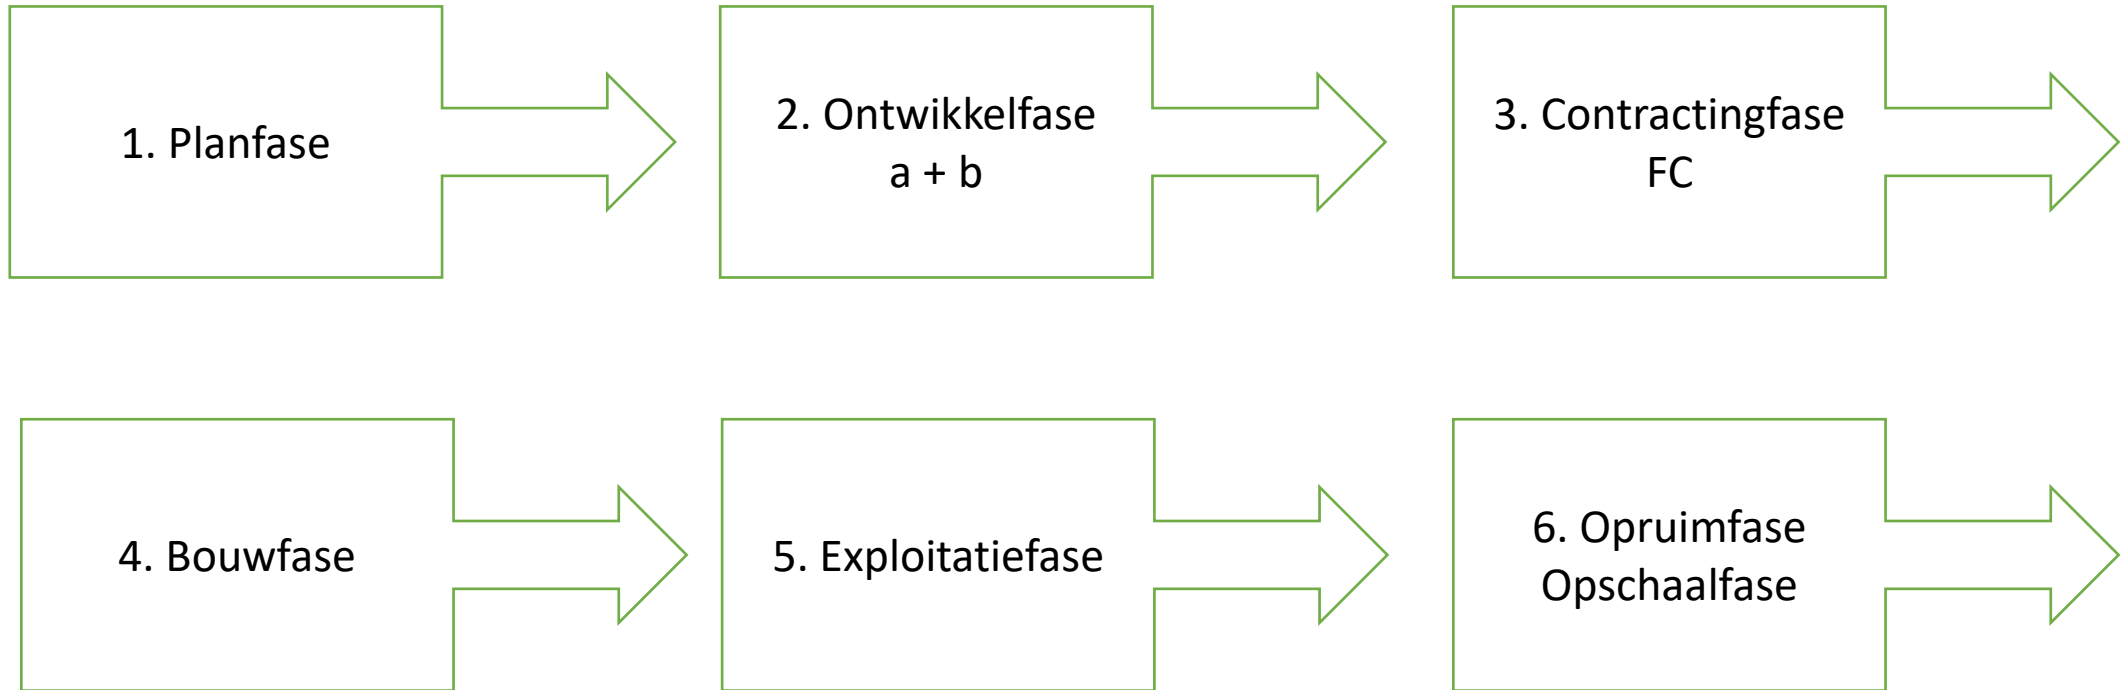 1. Planfase
2. Ontwikkelfase
a + b
3. Contractingfase
FC
4. Bouwfase
5. Exploitatiefase
6. Opruimfase
Opschaalfase